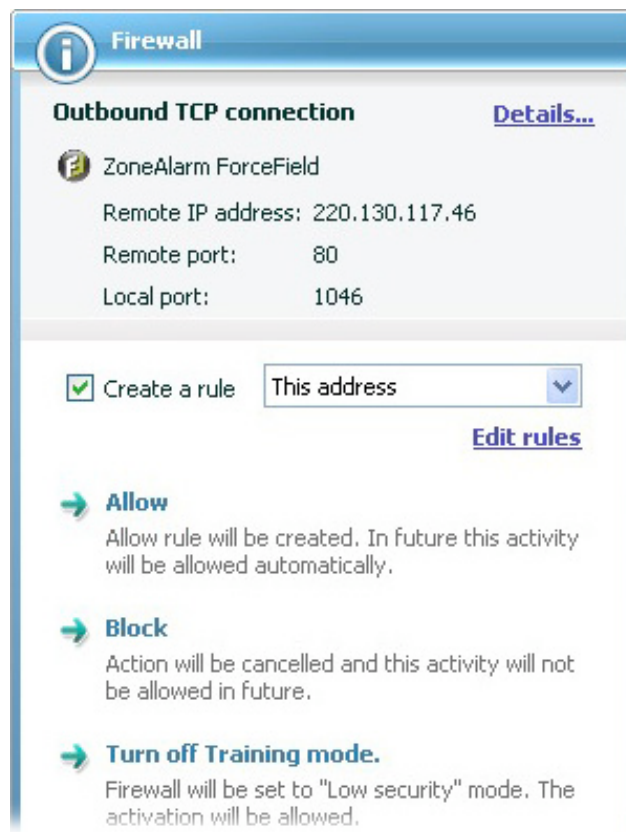 Firewall
Outbound TCP connection Details...
ZoneAlarm ForceField
Remote IP address: 220.130.117.46
Remote port: 80
Local port: 1046
Create a rule This address
Edit rules
Allow
Allow rule will be created. In future this activity
will be allowed automatically.
Block
Action will be cancelled and this activity will not
be allowed in future.
Turn off Training mode.
Firewall will be set to "Low security" mode. The
activation will be allowed.